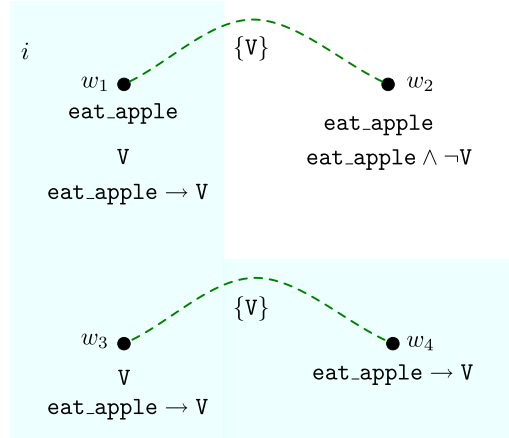 i
{V}
w₁
w₂
eat_apple
eat_apple
V
eat_apple ∧ ¬V
eat_apple → V
{V}
w₃
w₄
V
eat_apple → V
eat_apple → V